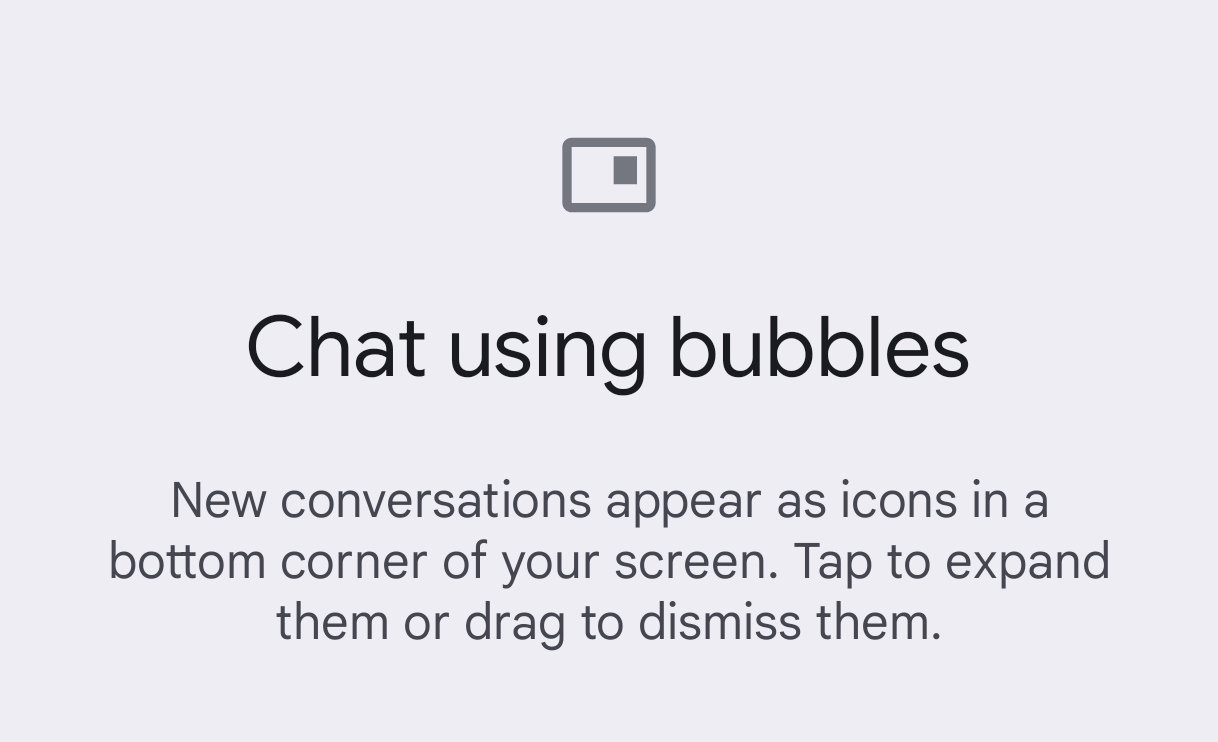 Chat using bubbles
New conversations appear as icons in a
bottom corner of your screen. Tap to expand
them or drag to dismiss them.